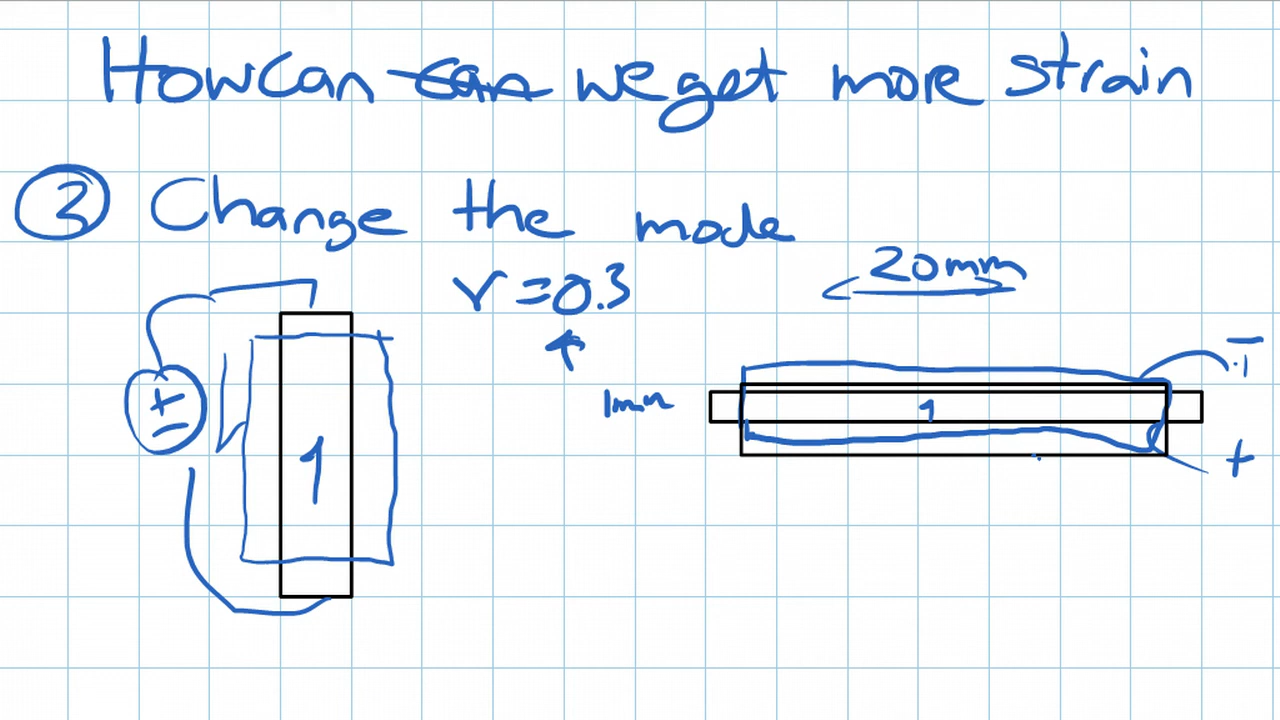 How can can we get more strain
3 Change the mode
ν = 0.3
20mm
1mm
1
1
+
-
-
+